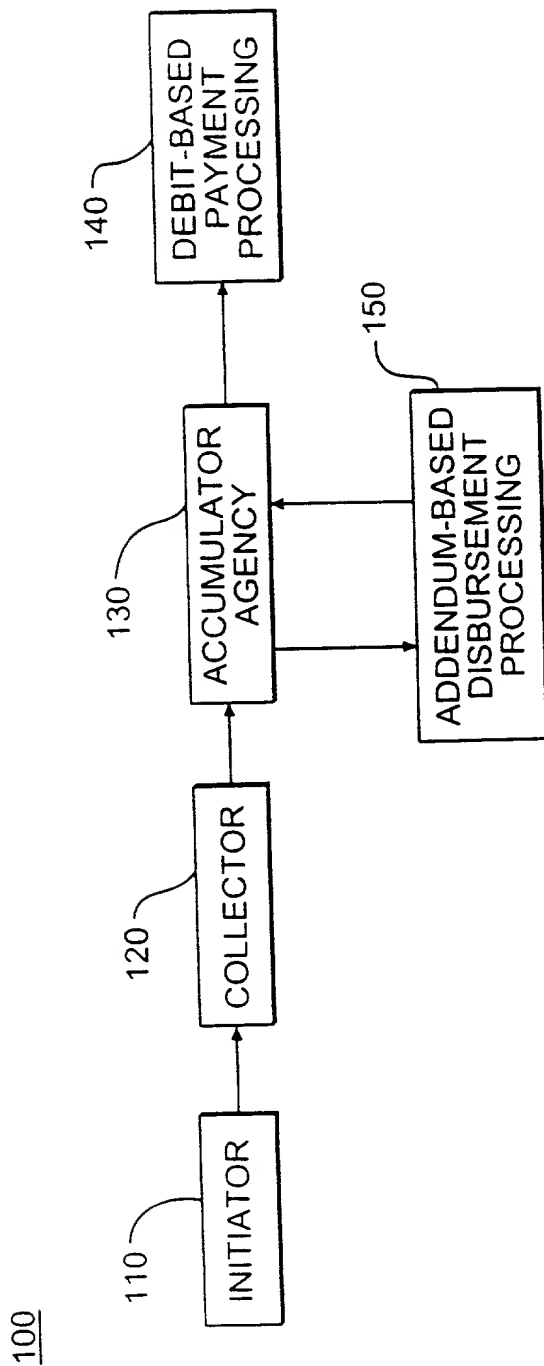 100
110
INITIATOR
120
COLLECTOR
130
ACCUMULATOR
AGENCY
140
DEBIT-BASED
PAYMENT
PROCESSING
150
ADDENDUM-BASED
DISBURSEMENT
PROCESSING